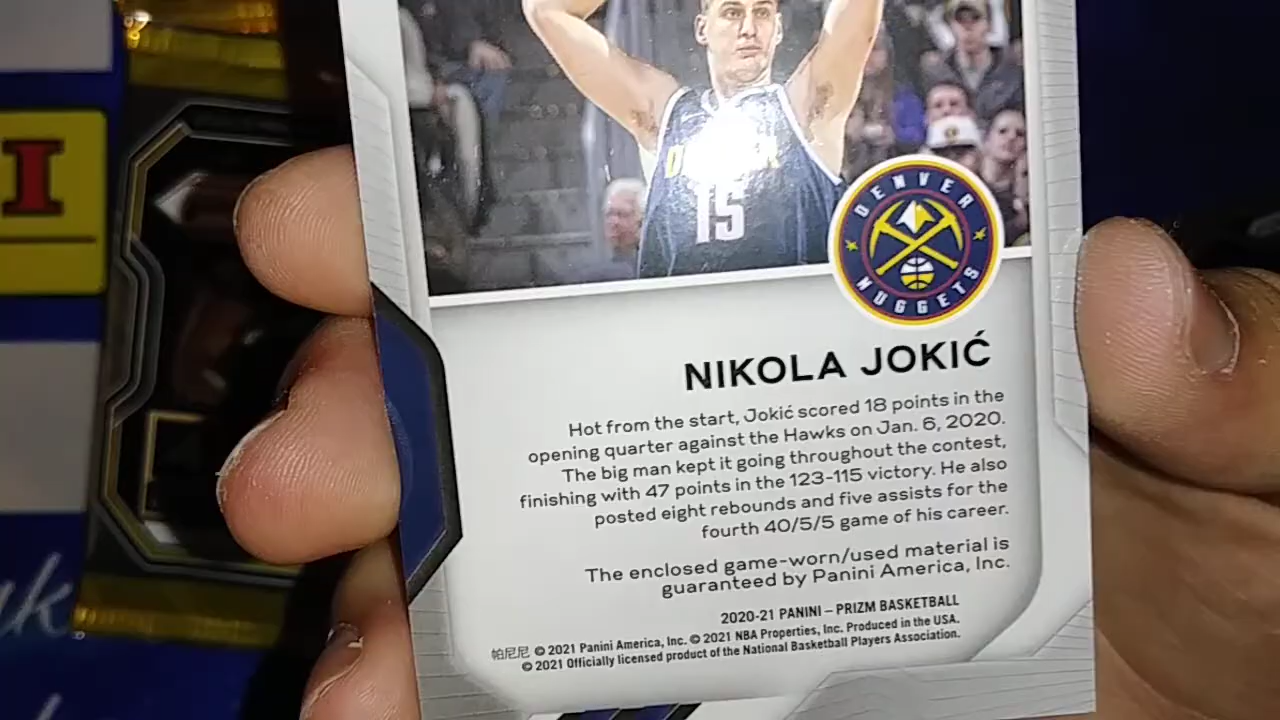 I
15
DENVER
NUGGETS
NIKOLA JOKIĆ
Hot from the start, Jokić scored 18 points in the
opening quarter against the Hawks on Jan. 6, 2020.
The big man kept it going throughout the contest,
finishing with 47 points in the 123-115 victory. He also
posted eight rebounds and five assists for the
fourth 40/5/5 game of his career.
The enclosed game-worn/used material is
guaranteed by Panini America, Inc.
2020-21 PANINI – PRIZM BASKETBALL
帕尼尼 © 2021 Panini America, Inc. © 2021 NBA Properties, Inc. Produced in the USA.
© 2021 Officially licensed product of the National Basketball Players Association.